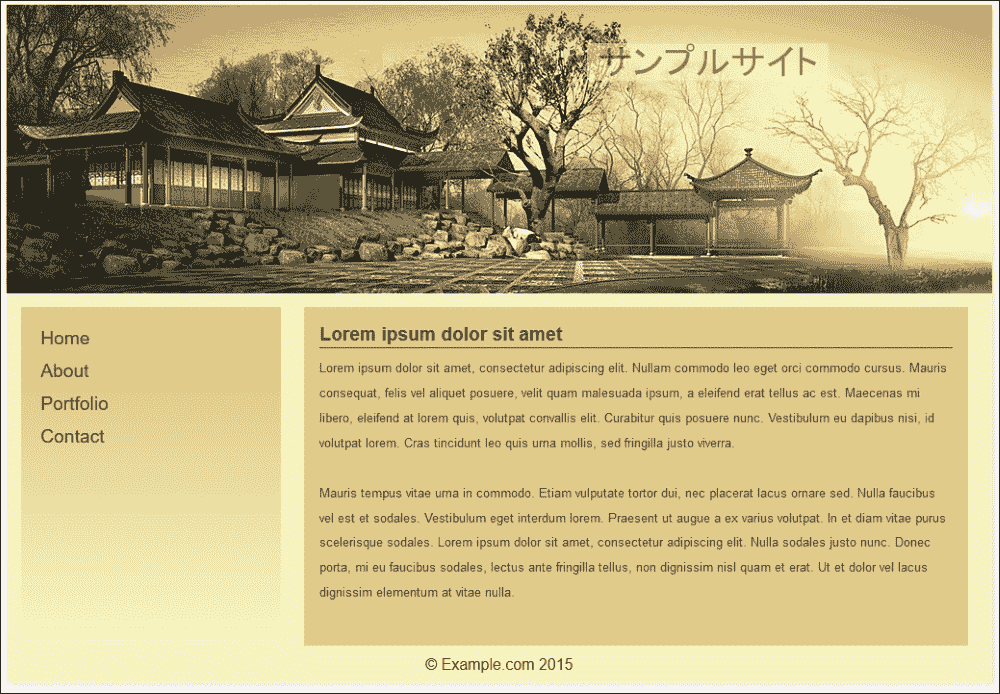 サンプルサイト
Home
About
Portfolio
Contact
Lorem ipsum dolor sit amet
Lorem ipsum dolor sit amet, consectetur adipiscing elit. Nullam commodo leo eget orci commodo cursus. Mauris
consequat, felis vel aliquet posuere, velit quam malesuada ipsum, a eleifend erat tellus ac est. Maecenas mi
libero, eleifend at lorem quis, volutpat convallis elit. Curabitur quis posuere nunc. Vestibulum eu dapibus nisi, id
volutpat lorem. Cras tincidunt leo quis urna mollis, sed fringilla justo viverra.
Mauris tempus vitae urna in commodo. Etiam vulputate tortor dui, nec placerat lacus ornare sed. Nulla faucibus
vel est et sodales. Vestibulum eget interdum lorem. Praesent ut augue a ex varius volutpat. In et diam vitae purus
scelerisque sodales. Lorem ipsum dolor sit amet, consectetur adipiscing elit. Nulla sodales justo nunc. Donec
porta, mi eu faucibus sodales, lectus ante fringilla tellus, non dignissim nisl quam et erat. Ut et dolor vel lacus
dignissim elementum at vitae nulla.
© Example.com 2015